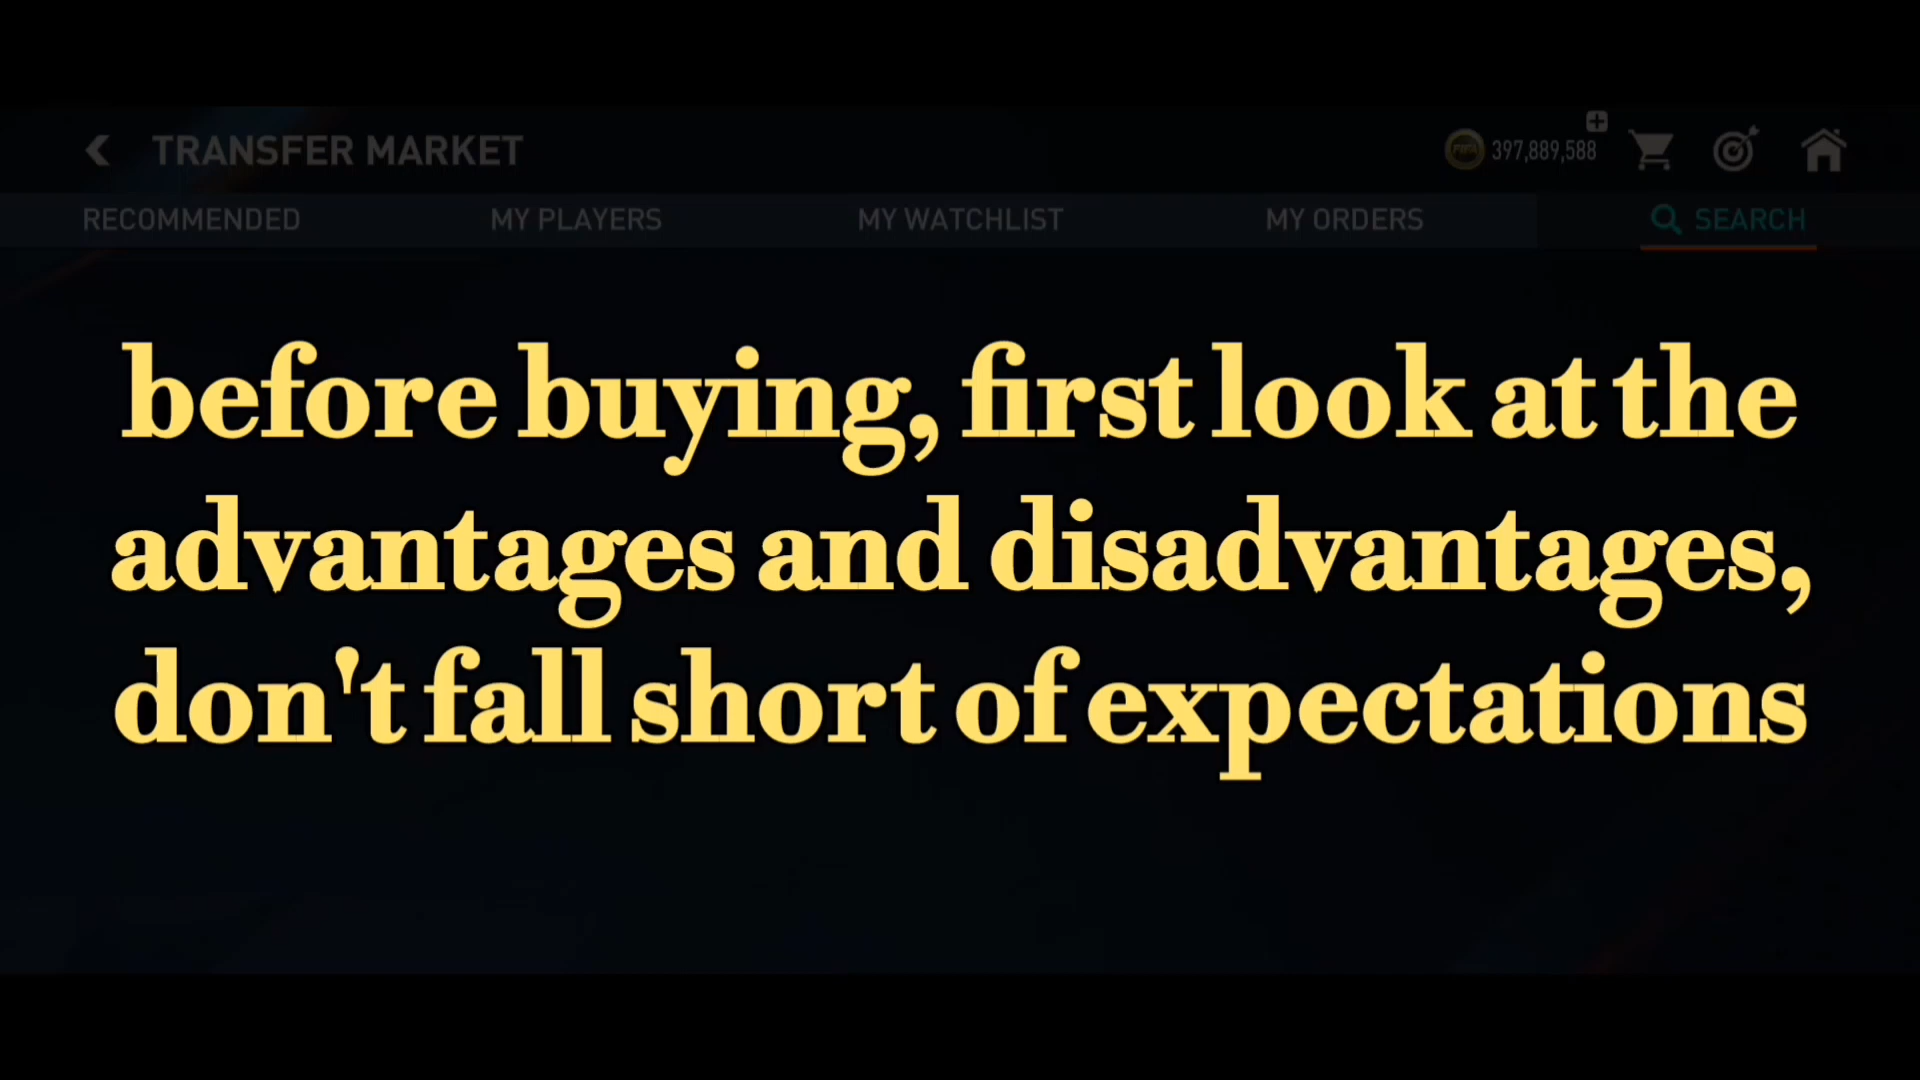 TRANSFER MARKET
FIFA 397,889,588
RECOMMENDED MY PLAYERS MY WATCHLIST MY ORDERS SEARCH
before buying, first look at the
advantages and disadvantages,
don't fall short of expectations